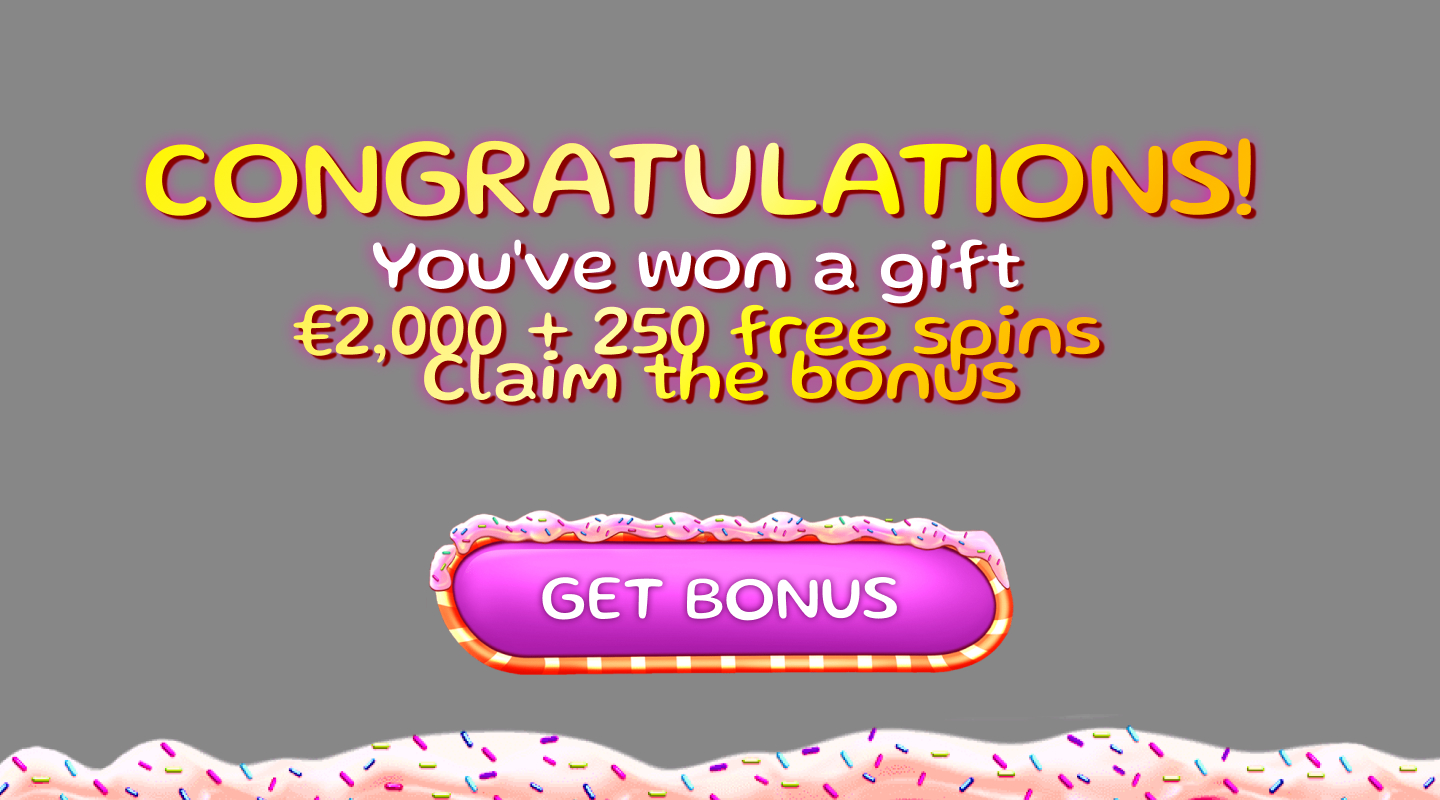 CONGRATULATIONS!
You've won a gift
€2,000 + 250 free spins
Claim the bonus
GET BONUS